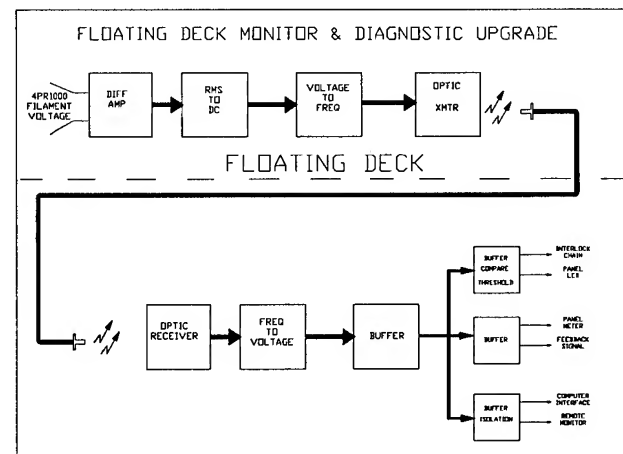 FLOATING DECK MONITOR & DIAGNOSTIC UPGRADE
4PR1000
FILAMENT
VOLTAGE
DIFF
AMP
RMS
TO
DC
VOLTAGE
TO
FREQ
OPTIC
XMTR
FLOATING DECK
OPTIC
RECEIVER
FREQ
TO
VOLTAGE
BUFFER
BUFFER
COMPARE
THRESHOLD
INTERLOCK
CHAIN
PANEL
LED
BUFFER
PANEL
METER
FEEDBACK
SIGNAL
BUFFER
ISOLATION
COMPUTER
INTERFACE
REMOTE
MONITOR